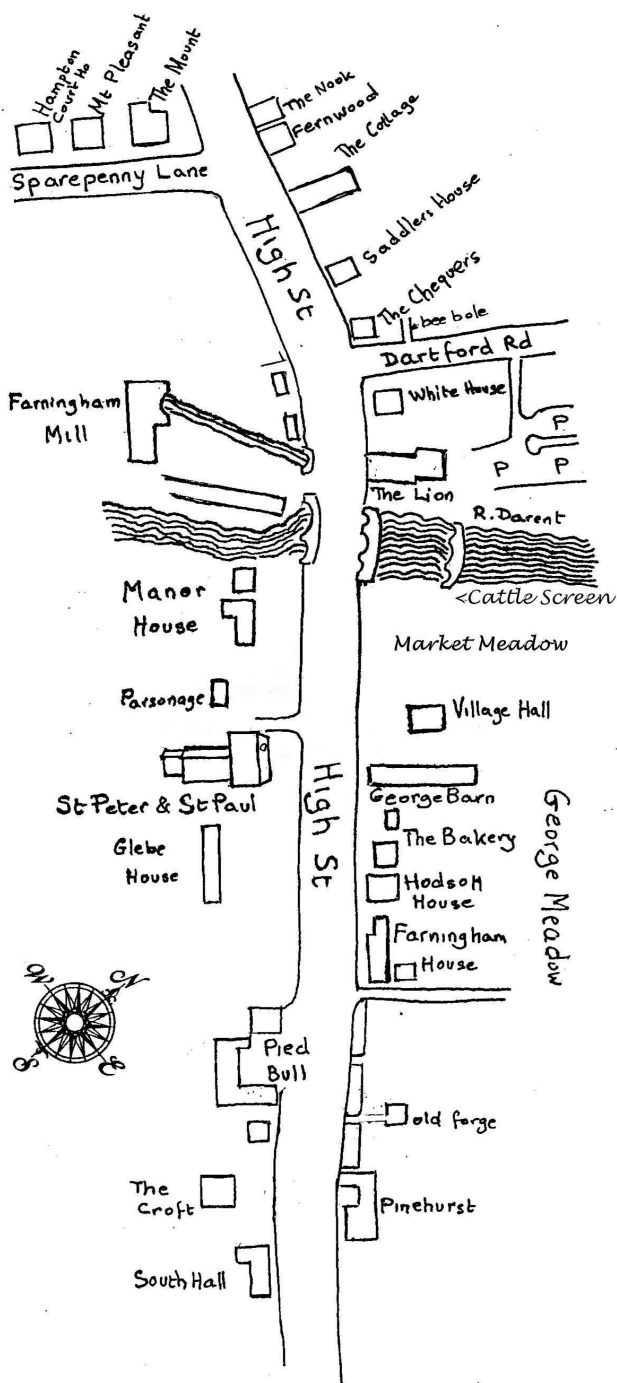 Hampton
Court Ho
Mt Pleasant
The Mount
The Nook
Fernwood
The Cottage
Sparepenny Lane
Saddlers House
High St
The Chequers
bee bole
Dartford Rd
Farningham
Mill
White House
P
P
P
The Lion
R. Darent
<Cattle Screen
Manor
House
Market Meadow
Parsonage
Village Hall
St Peter & St Paul
High St
George Barn
George Meadow
Glebe
House
The Bakery
Hodsoll
House
Farningham
House
N
W
E
S
Pied
Bull
old forge
The
Croft
Pinehurst
South Hall